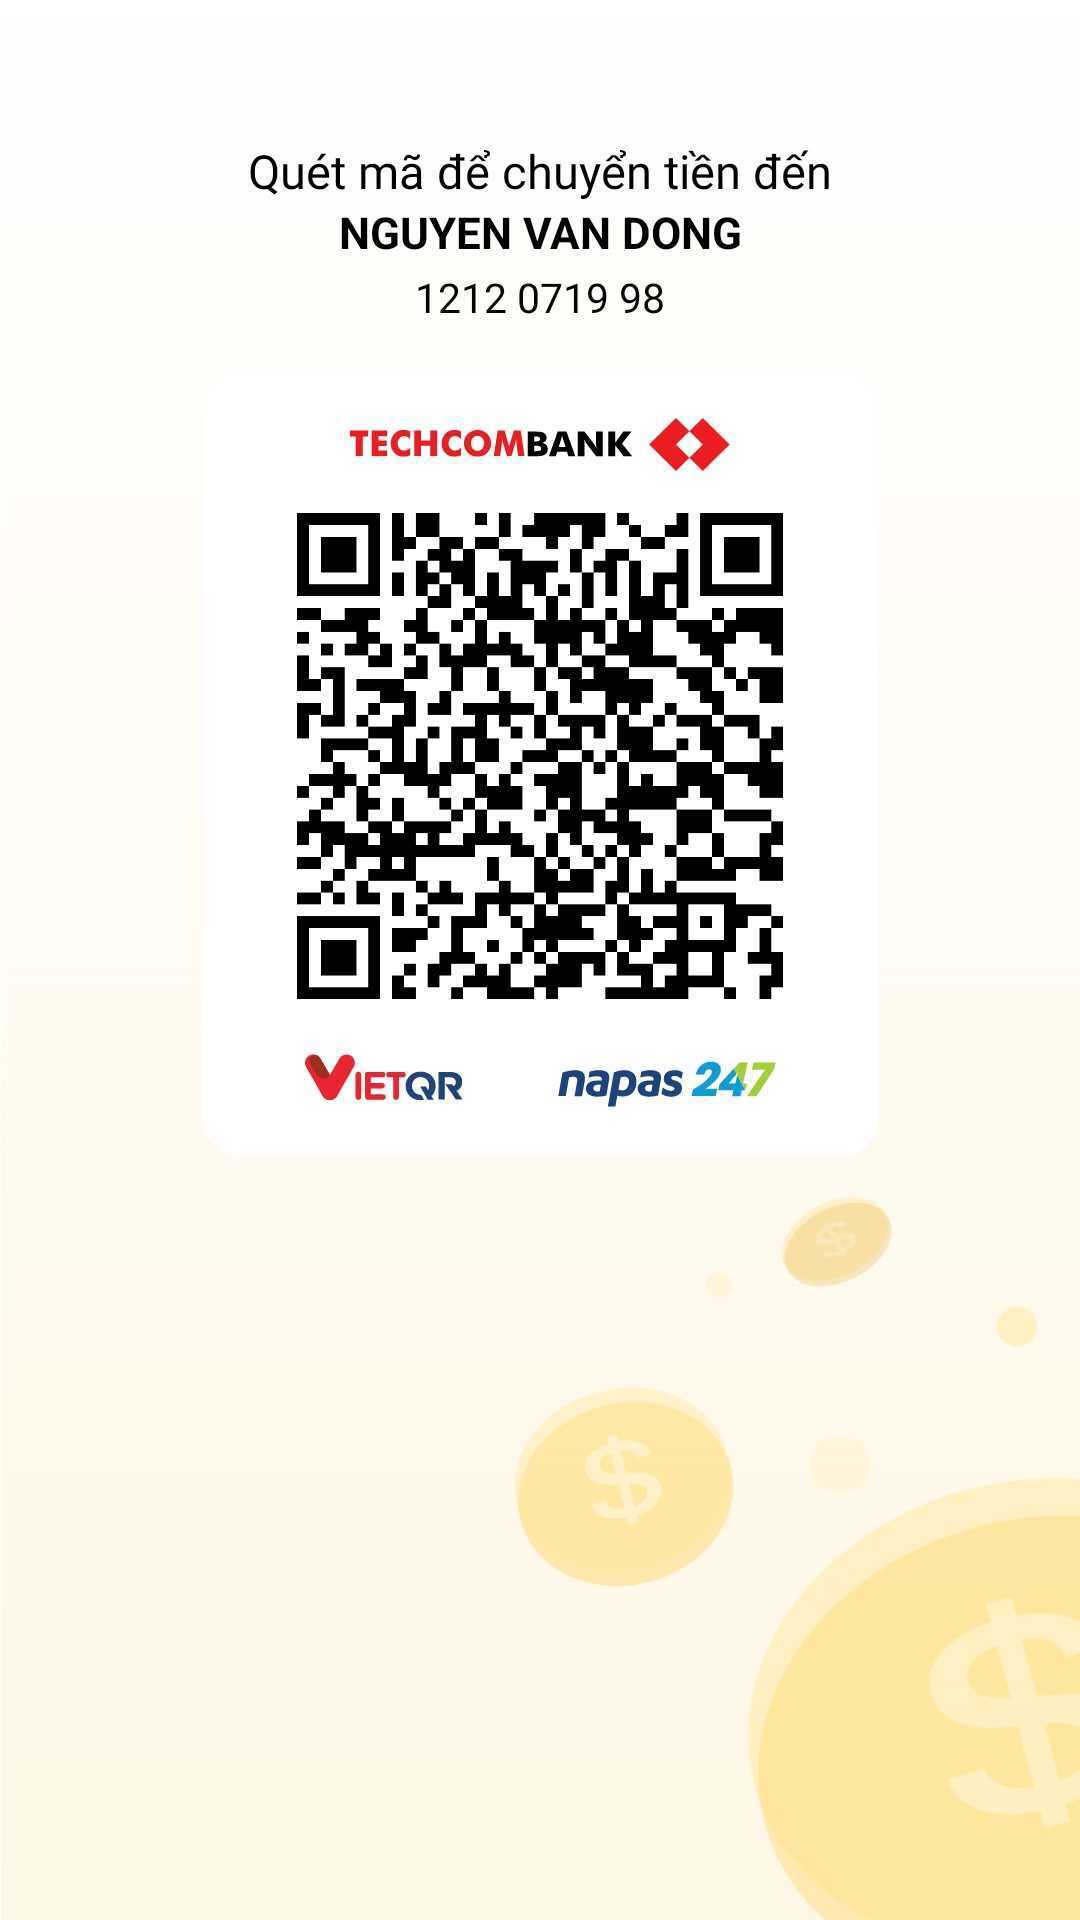 Quét mã để chuyển tiền đến
NGUYEN VAN DONG
1212 0719 98
TECHCOMBANK
VIETQR
napas 247